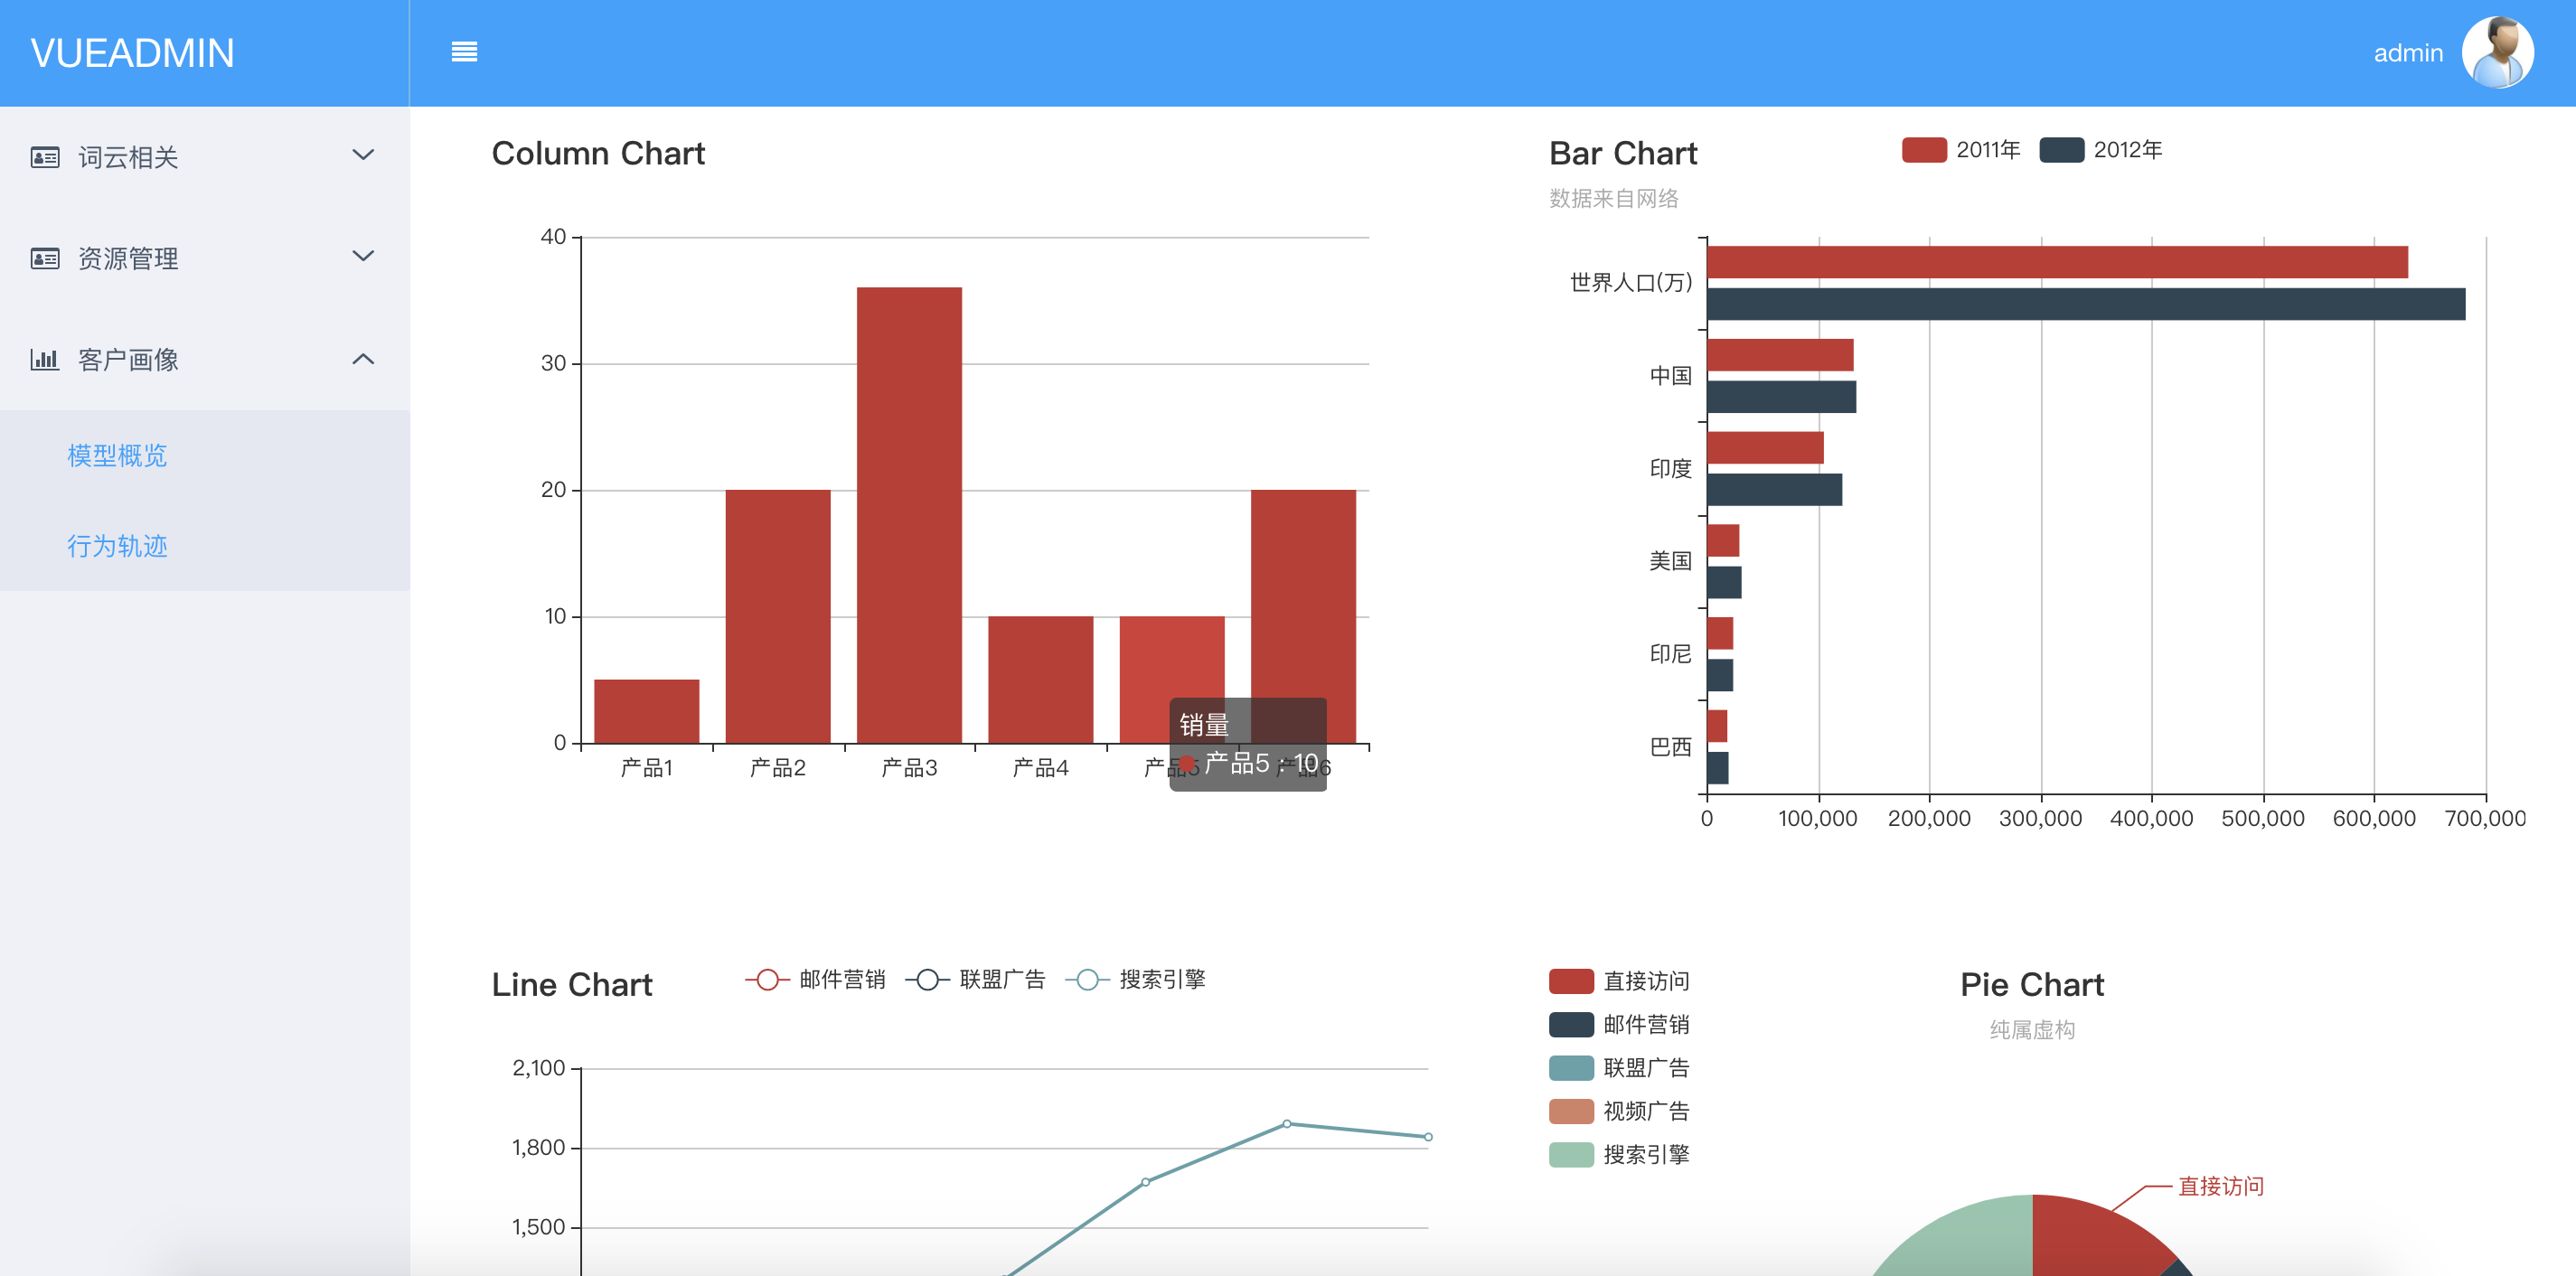 VUEADMIN
admin
词云相关
资源管理
客户画像
模型概览
行为轨迹
Column Chart
40
30
20
10
0
产品1
产品2
产品3
产品4
产品5
产品6
销量
产品5 : 10
Bar Chart
数据来自网络
2011年
2012年
世界人口(万)
中国
印度
美国
印尼
巴西
0
100,000
200,000
300,000
400,000
500,000
600,000
700,000
Line Chart
邮件营销
联盟广告
搜索引擎
2,100
1,800
1,500
直接访问
邮件营销
联盟广告
视频广告
搜索引擎
Pie Chart
纯属虚构
直接访问